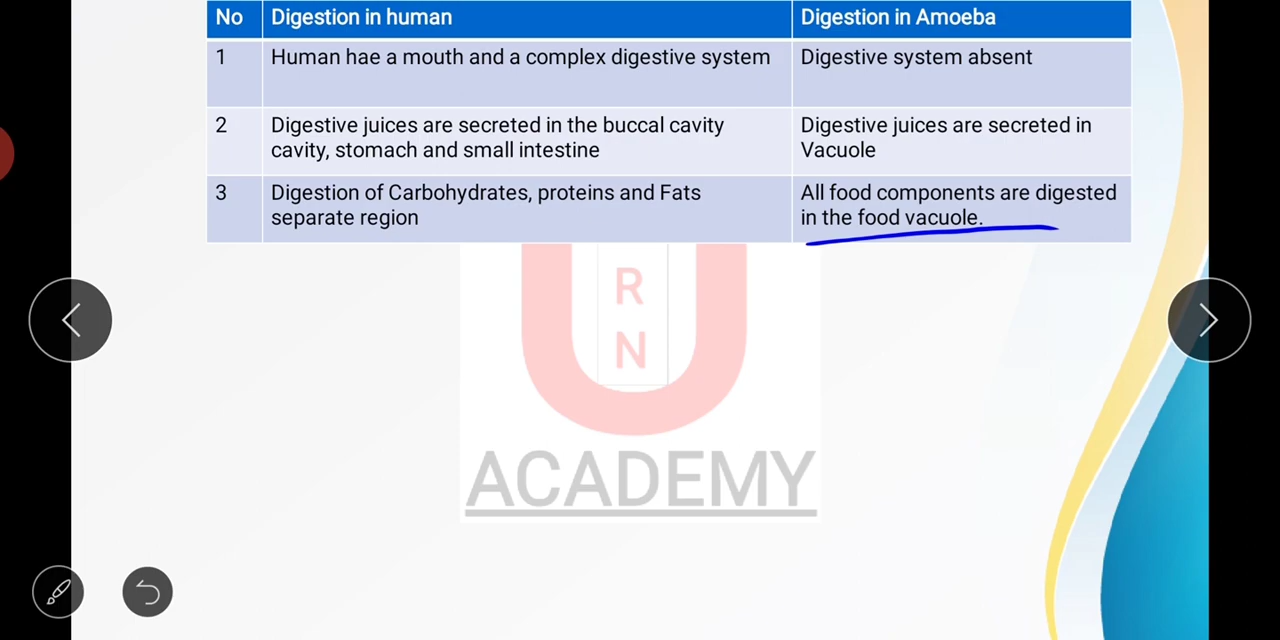 No Digestion in human Digestion in Amoeba
1 Human hae a mouth and a complex digestive system Digestive system absent
2 Digestive juices are secreted in the buccal cavity Digestive juices are secreted in
cavity, stomach and small intestine Vacuole
3 Digestion of Carbohydrates, proteins and Fats All food components are digested
separate region in the food vacuole.
R
N
ACADEMY